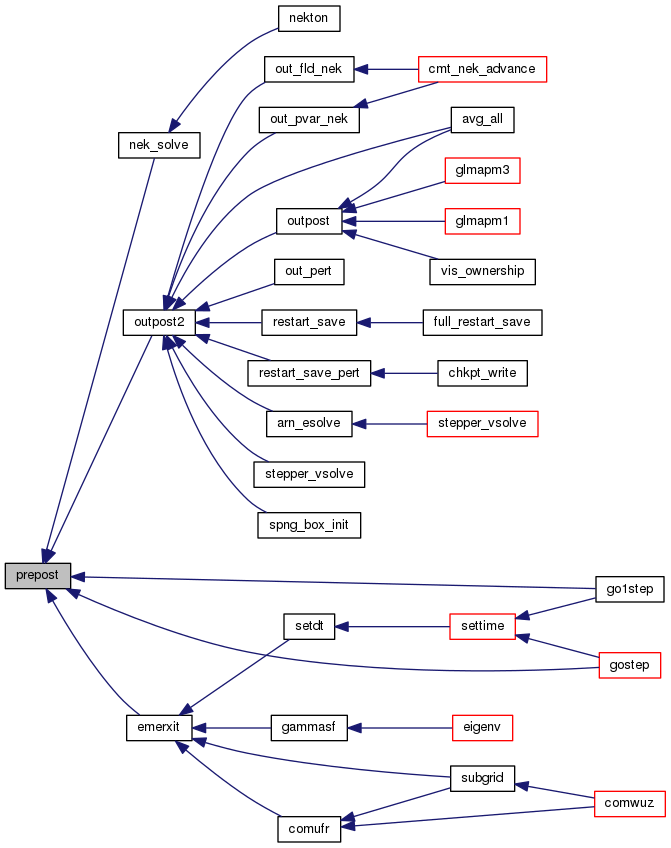 nekton
out_fld_nek
cmt_nek_advance
out_pvar_nek
avg_all
nek_solve
glmapm3
outpost
glmapm1
out_pert
vis_ownership
outpost2
restart_save
full_restart_save
restart_save_pert
chkpt_write
arn_esolve
stepper_vsolve
stepper_vsolve
spng_box_init
prepost
go1step
setdt
settime
gostep
emerxit
gammasf
eigenv
subgrid
comwuz
comufr